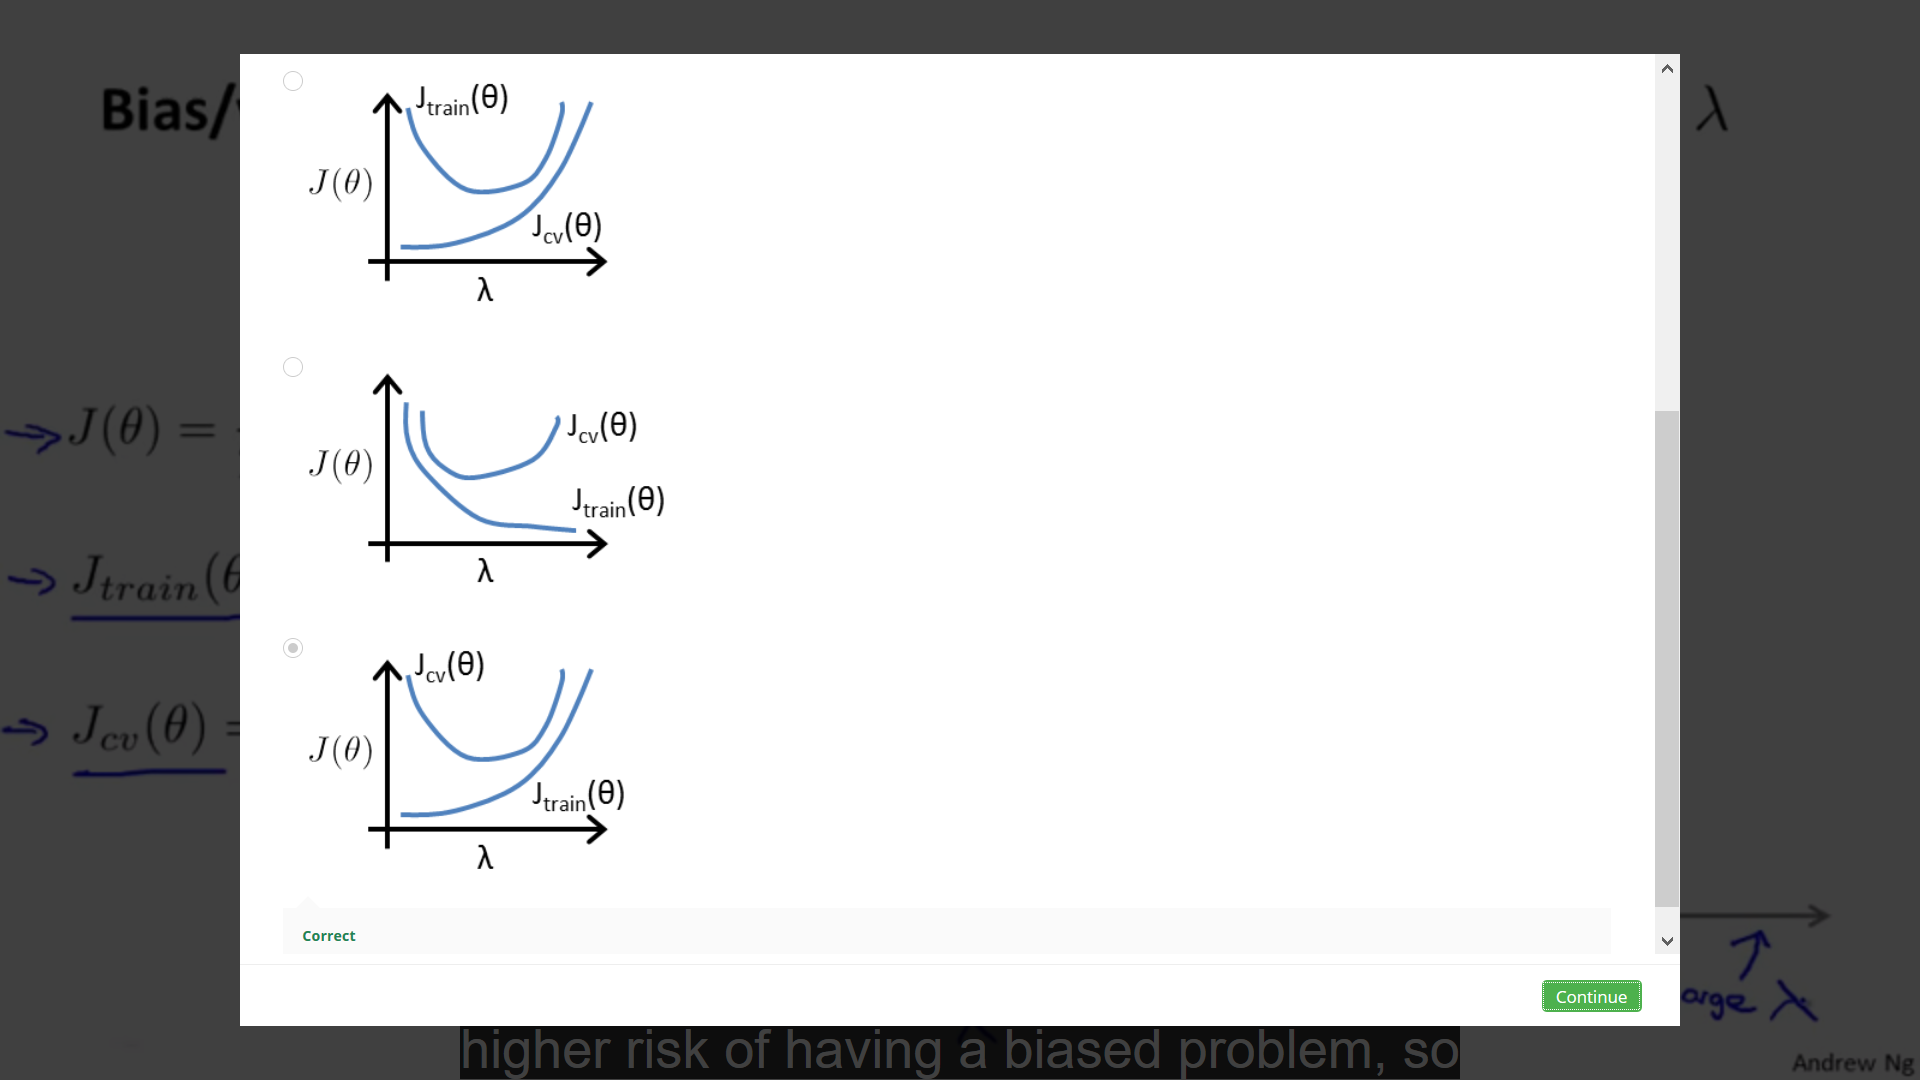 Bias/
λ
J_train(θ)
J(θ)
J_cv(θ)
λ
J_cv(θ)
J(θ)
J_train(θ)
λ
J_cv(θ)
J(θ)
J_train(θ)
λ
→ J(θ) =
→ J_train(θ
→ J_cv(θ) =
Correct
Continue
arge λ
higher risk of having a biased problem, so
Andrew Ng